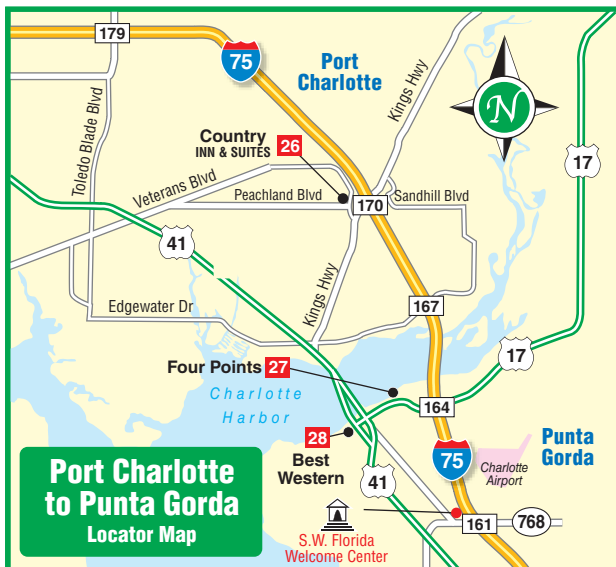 179
75
Port
Charlotte
Kings Hwy
N
Toledo Blade Blvd
Country
INN & SUITES
26
17
Veterans Blvd
Peachland Blvd
170
Sandhill Blvd
41
Kings Hwy
167
Edgewater Dr
17
Four Points
27
Charlotte
Harbor
164
28
Best
Western
Punta
Gorda
75
Charlotte
Airport
41
Port Charlotte
to Punta Gorda
Locator Map
161
768
S.W. Florida
Welcome Center